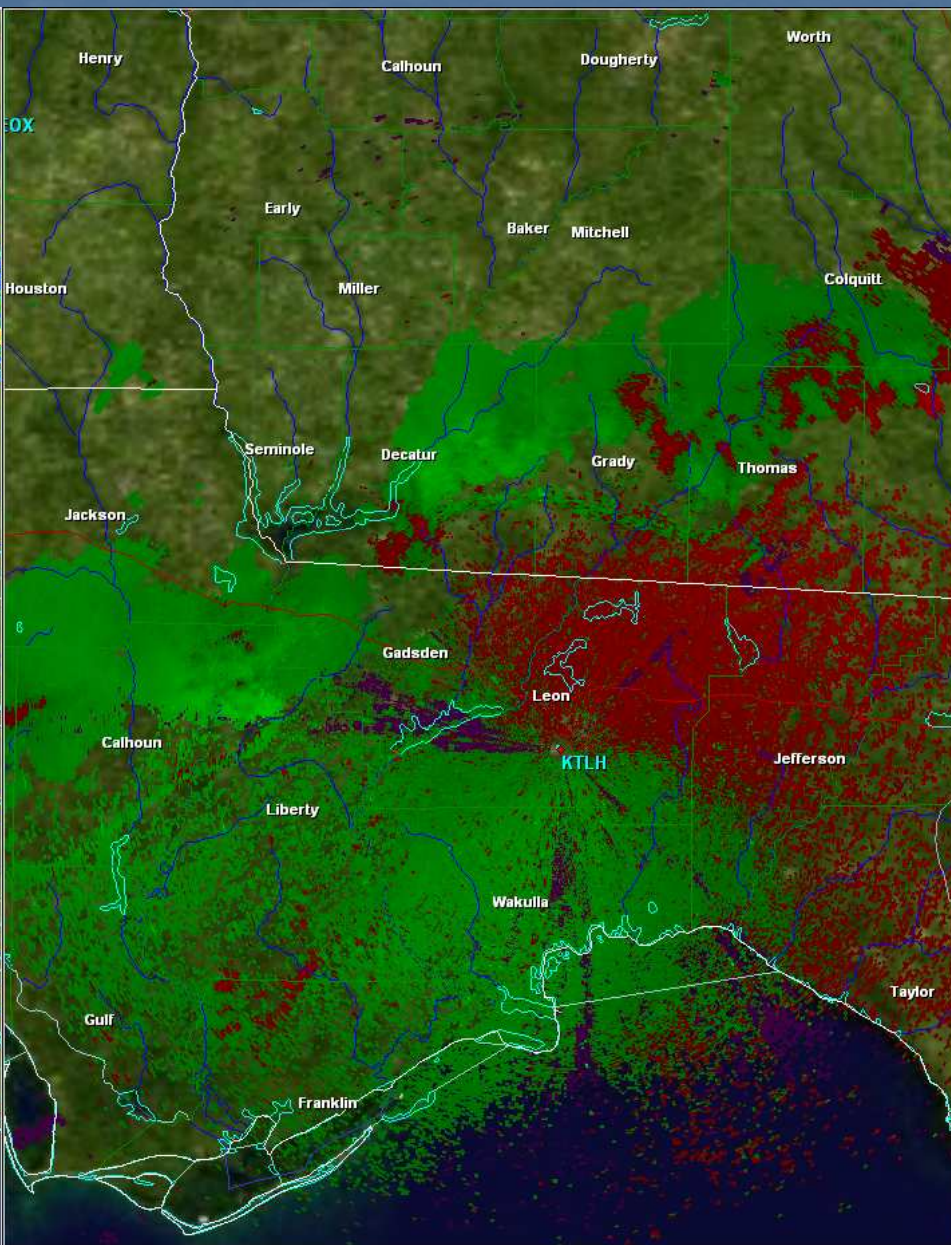 Henry
Calhoun
Dougherty
Worth
EOX
Early
Baker
Mitchell
Houston
Miller
Colquitt
Seminole
Decatur
Grady
Thomas
Jackson
Gadsden
Leon
Calhoun
KTLH
Jefferson
Liberty
Wakulla
Taylor
Gulf
Franklin